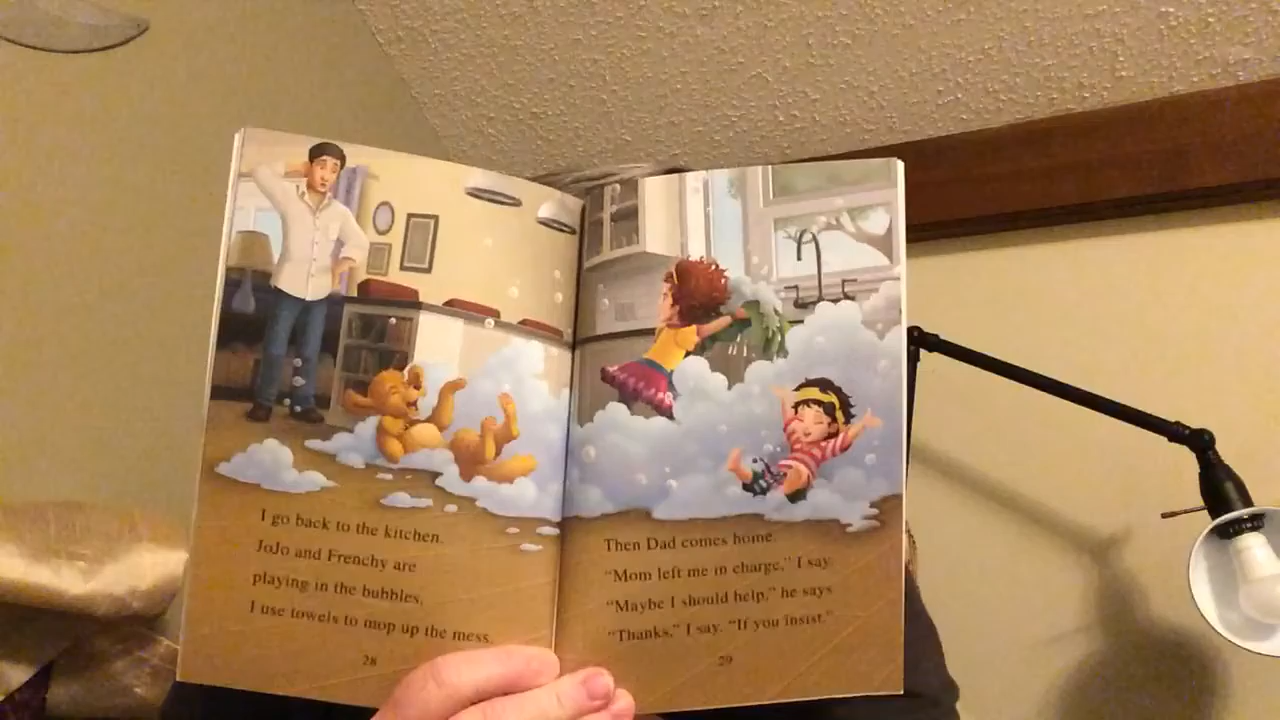 I go back to the kitchen.
JoJo and Frenchy are
playing in the bubbles.
I use towels to mop up the mess.
28
Then Dad comes home.
"Mom left me in charge," I say.
"Maybe I should help," he says.
"Thanks," I say. "If you insist."
29